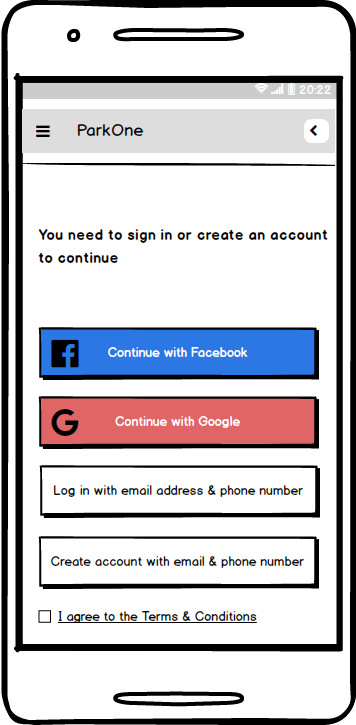 20:22
ParkOne
You need to sign in or create an account
to continue
Continue with Facebook
Continue with Google
Log in with email address & phone number
Create account with email & phone number
I agree to the Terms & Conditions